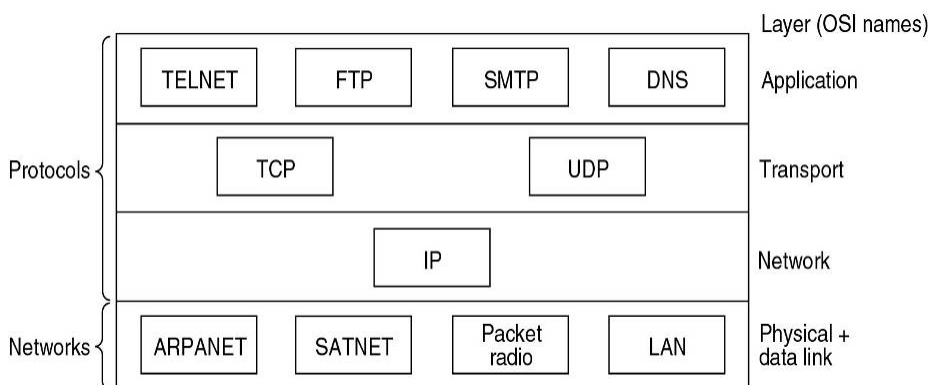 Layer (OSI names)
TELNET FTP SMTP DNS Application
Protocols TCP UDP Transport
IP Network
Networks ARPANET SATNET Packet radio LAN Physical + data link